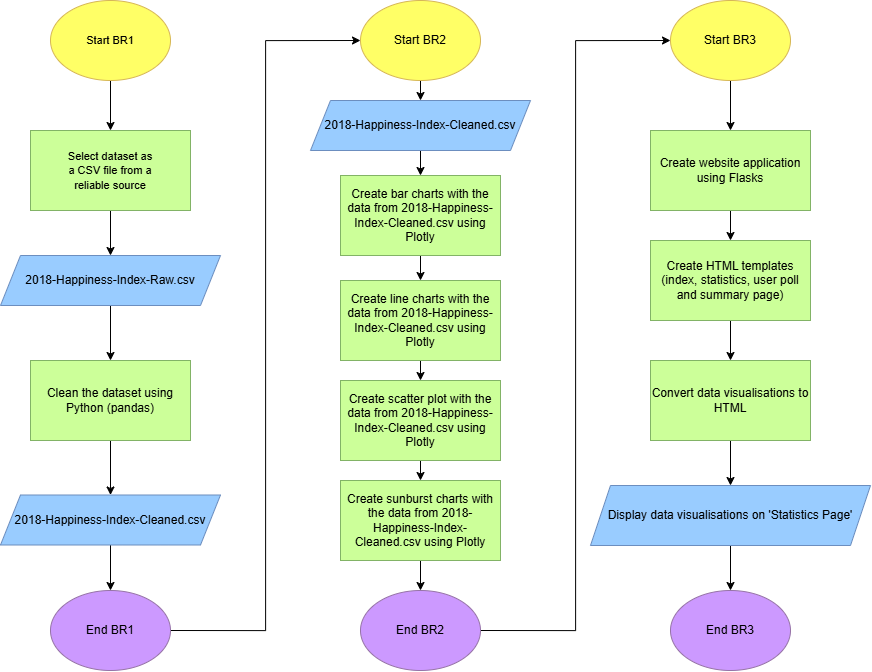 Start BR1
Select dataset as
a CSV file from a
reliable source
2018-Happiness-Index-Raw.csv
Clean the dataset using
Python (pandas)
2018-Happiness-Index-Cleaned.csv
End BR1
Start BR2
2018-Happiness-Index-Cleaned.csv
Create bar charts with the
data from 2018-Happiness-
Index-Cleaned.csv using
Plotly
Create line charts with the
data from 2018-Happiness-
Index-Cleaned.csv using
Plotly
Create scatter plot with the
data from 2018-Happiness-
Index-Cleaned.csv using
Plotly
Create sunburst charts with
the data from 2018-
Happiness-Index-
Cleaned.csv using Plotly
End BR2
Start BR3
Create website application
using Flasks
Create HTML templates
(index, statistics, user poll
and summary page)
Convert data visualisations to
HTML
Display data visualisations on 'Statistics Page'
End BR3